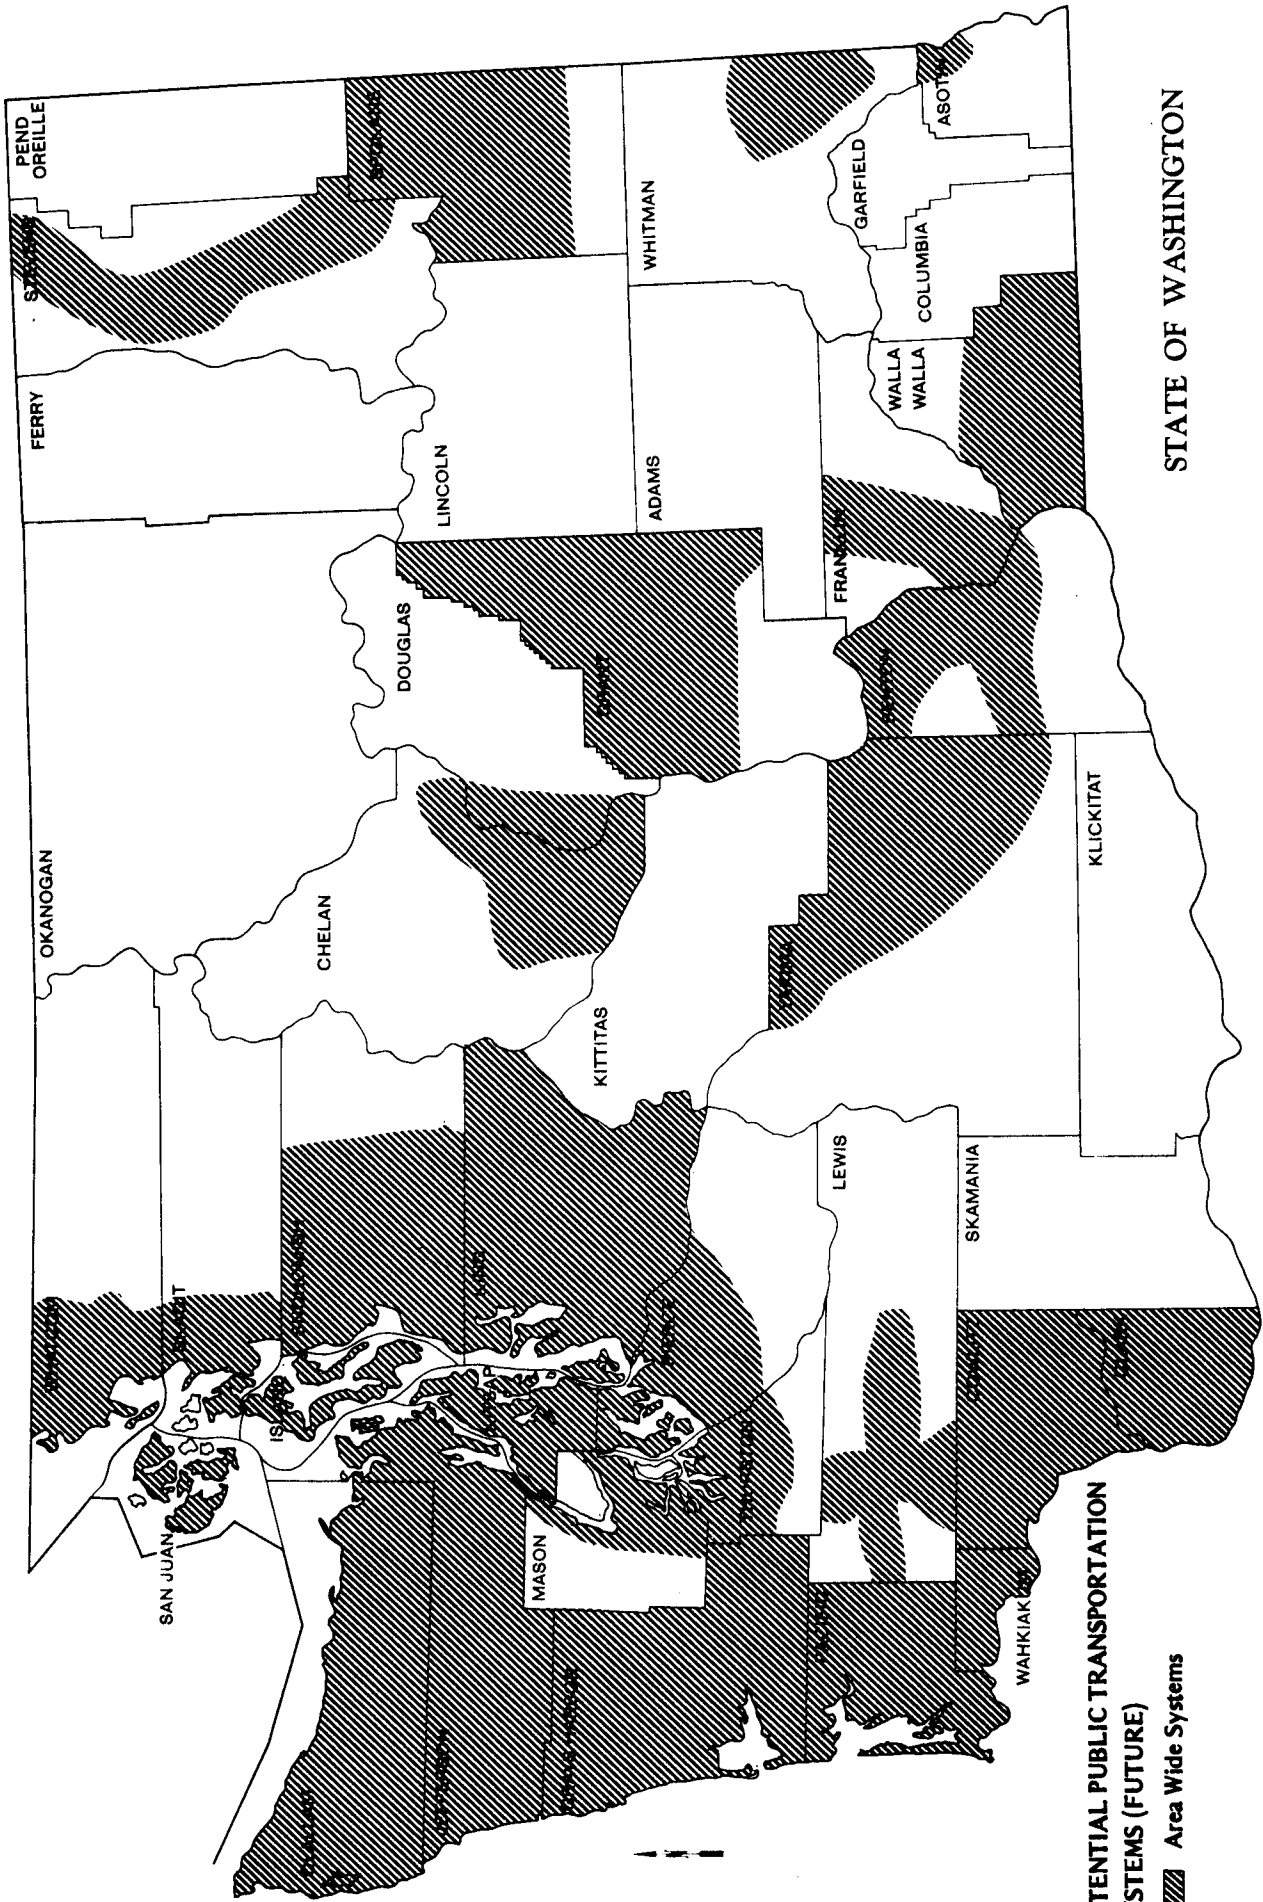 PEND
OREILLE
STEVENS
FERRY
OKANOGAN
WHATCOM
SKAGIT
SAN JUAN
ISLAND
SNOHOMISH
CHELAN
DOUGLAS
LINCOLN
SPOKANE
CLALLAM
JEFFERSON
KITSAP
KING
KITTITAS
GRANT
ADAMS
WHITMAN
MASON
GRAYS HARBOR
PIERCE
THURSTON
PACIFIC
LEWIS
YAKIMA
BENTON
FRANKLIN
WALLA
WALLA
COLUMBIA
GARFIELD
ASOTIN
WAHKIAKUM
COWLITZ
CLARK
SKAMANIA
KLICKITAT
STATE OF WASHINGTON
TENTIAL PUBLIC TRANSPORTATION
STEMS (FUTURE)
Area Wide Systems